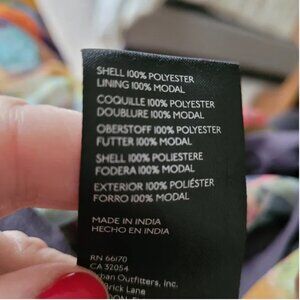 SHELL 100% POLYESTER
LINING 100% MODAL
COQUILLE 100% POLYESTER
DOUBLURE 100% MODAL
OBERSTOFF 100% POLYESTER
FUTTER 100% MODAL
SHELL 100% POLIESTERE
FODERA 100% MODAL
EXTERIOR 100% POLIÉSTER
FORRO 100% MODAL
MADE IN INDIA
HECHO EN INDIA
RN 66170
CA 32054
rban Outfitters, Inc.
Brick Lane